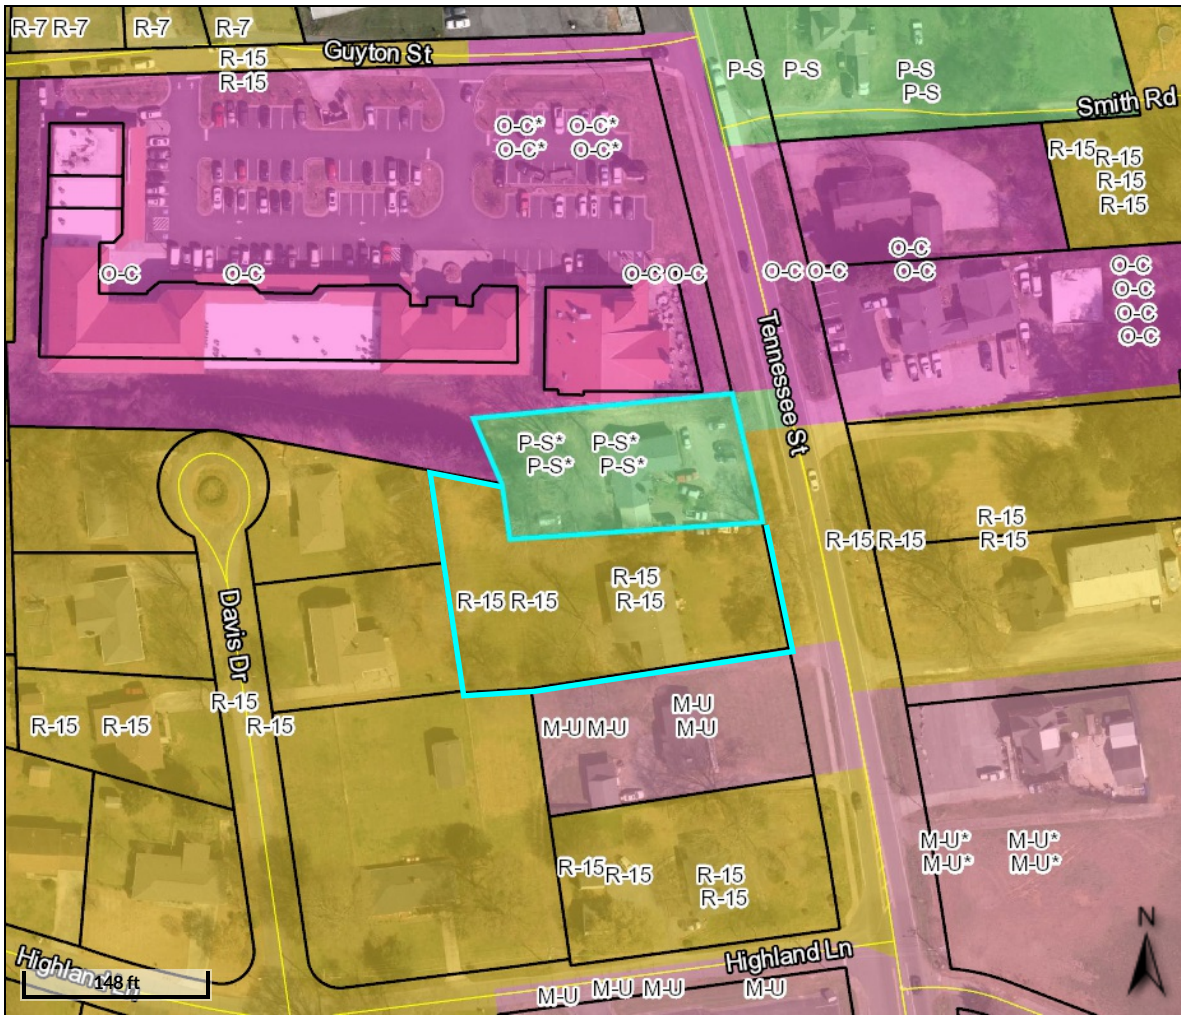 R-7 R-7 R-7 R-7
Guyton St
R-15
R-15
P-S P-S P-S
P-S
Smith Rd
O-C* O-C*
O-C* O-C*
R-15 R-15
R-15
R-15
O-C O-C O-C O-C O-C O-C O-C
O-C
O-C
O-C
O-C
O-C
Tennessee St
P-S* P-S*
P-S* P-S*
R-15 R-15 R-15
R-15
R-15
R-15 R-15 R-15
Davis Dr
R-15 R-15 R-15
R-15
M-U M-U M-U
M-U
M-U* M-U*
M-U* M-U*
R-15 R-15 R-15
R-15
Highland Ln
Highland Ln
148 ft
M-U M-U M-U M-U
N